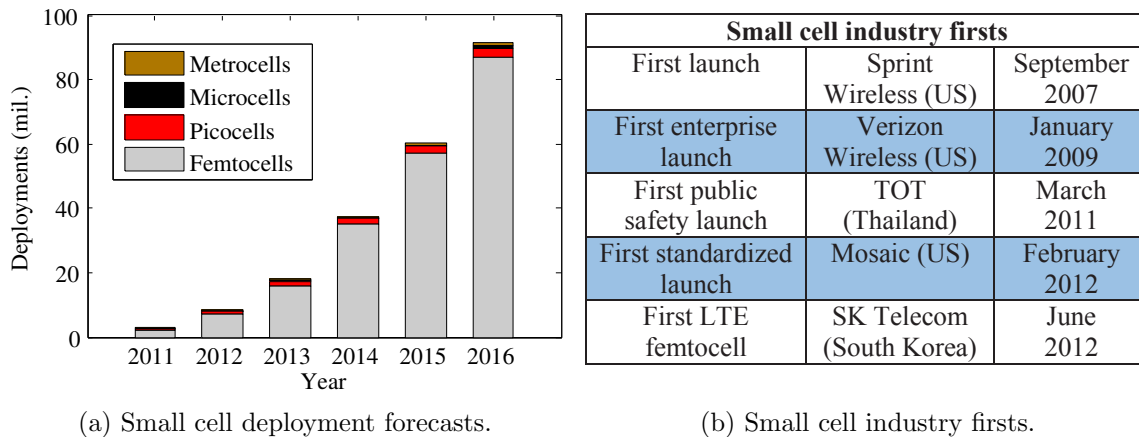 100
80
60
40
20
0
Deployments (mil.)
Metrocells
Microcells
Picocells
Femtocells
2011 2012 2013 2014 2015 2016
Year
(a) Small cell deployment forecasts.
Small cell industry firsts
First launch
Sprint
Wireless (US)
September
2007
First enterprise
launch
Verizon
Wireless (US)
January
2009
First public
safety launch
TOT
(Thailand)
March
2011
First standardized
launch
Mosaic (US)
February
2012
First LTE
femtocell
SK Telecom
(South Korea)
June
2012
(b) Small cell industry firsts.